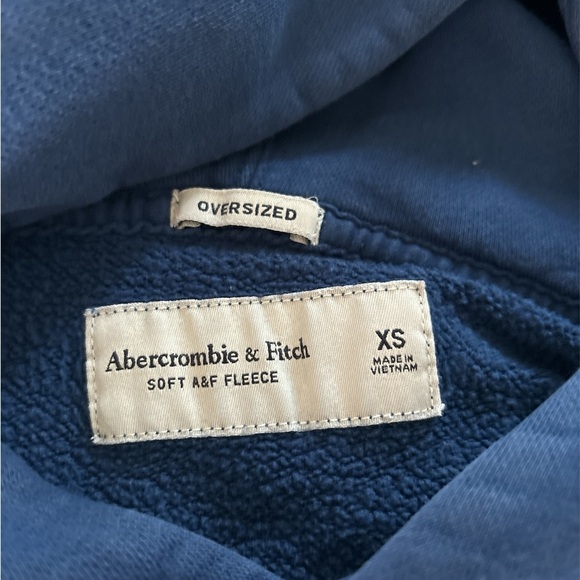 OVERSIZED
Abercrombie & Fitch
SOFT A&F FLEECE
XS
MADE IN
VIETNAM